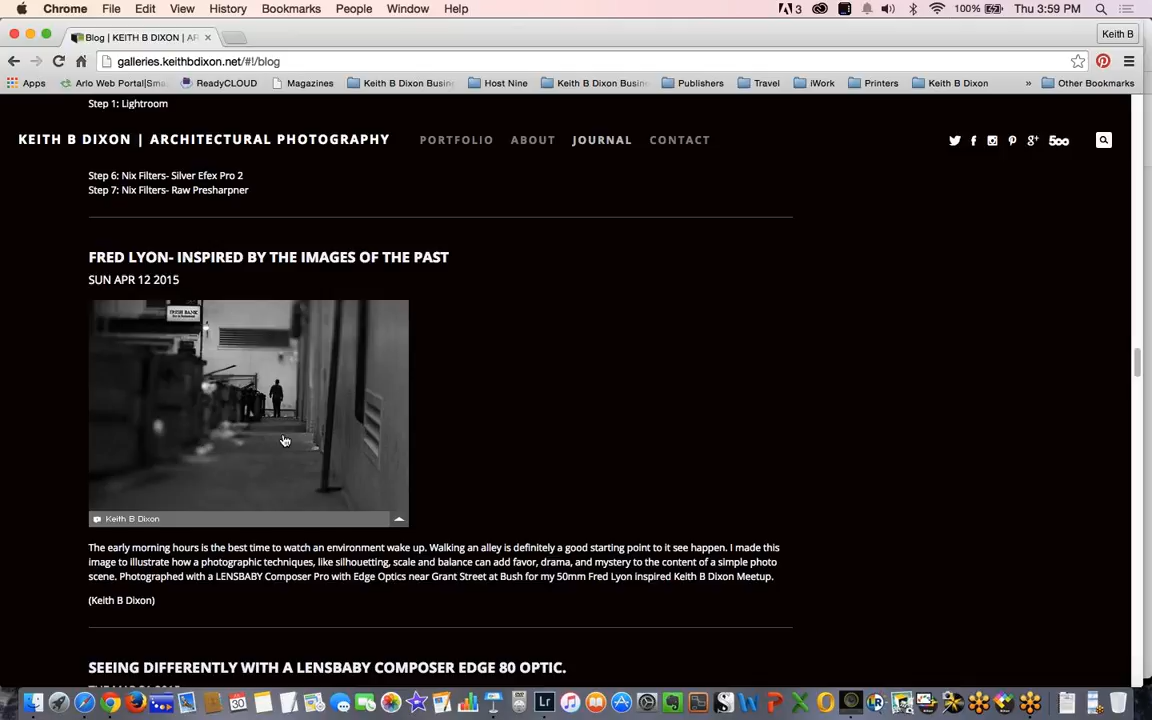 Chrome File Edit View History Bookmarks People Window Help 3 100% Thu 3:59 PM
Blog | KEITH B DIXON | AF Keith B
galleries.keithbdixon.net/#!/blog
Apps Arlo Web Portal|Sma ReadyCLOUD Magazines Keith B Dixon Busin Host Nine Keith B Dixon Busin Publishers Travel iWork Printers Keith B Dixon » Other Bookmarks
Step 1: Lightroom
KEITH B DIXON | ARCHITECTURAL PHOTOGRAPHY PORTFOLIO ABOUT JOURNAL CONTACT 500
Step 6: Nix Filters- Silver Efex Pro 2
Step 7: Nix Filters- Raw Presharpner
FRED LYON- INSPIRED BY THE IMAGES OF THE PAST
SUN APR 12 2015
IRISH BANK
Keith B Dixon
The early morning hours is the best time to watch an environment wake up. Walking an alley is definitely a good starting point to it see happen. I made this
image to illustrate how a photographic techniques, like silhouetting, scale and balance can add favor, drama, and mystery to the content of a simple photo
scene. Photographed with a LENSBABY Composer Pro with Edge Optics near Grant Street at Bush for my 50mm Fred Lyon inspired Keith B Dixon Meetup.
(Keith B Dixon)
SEEING DIFFERENTLY WITH A LENSBABY COMPOSER EDGE 80 OPTIC.
30
Lr